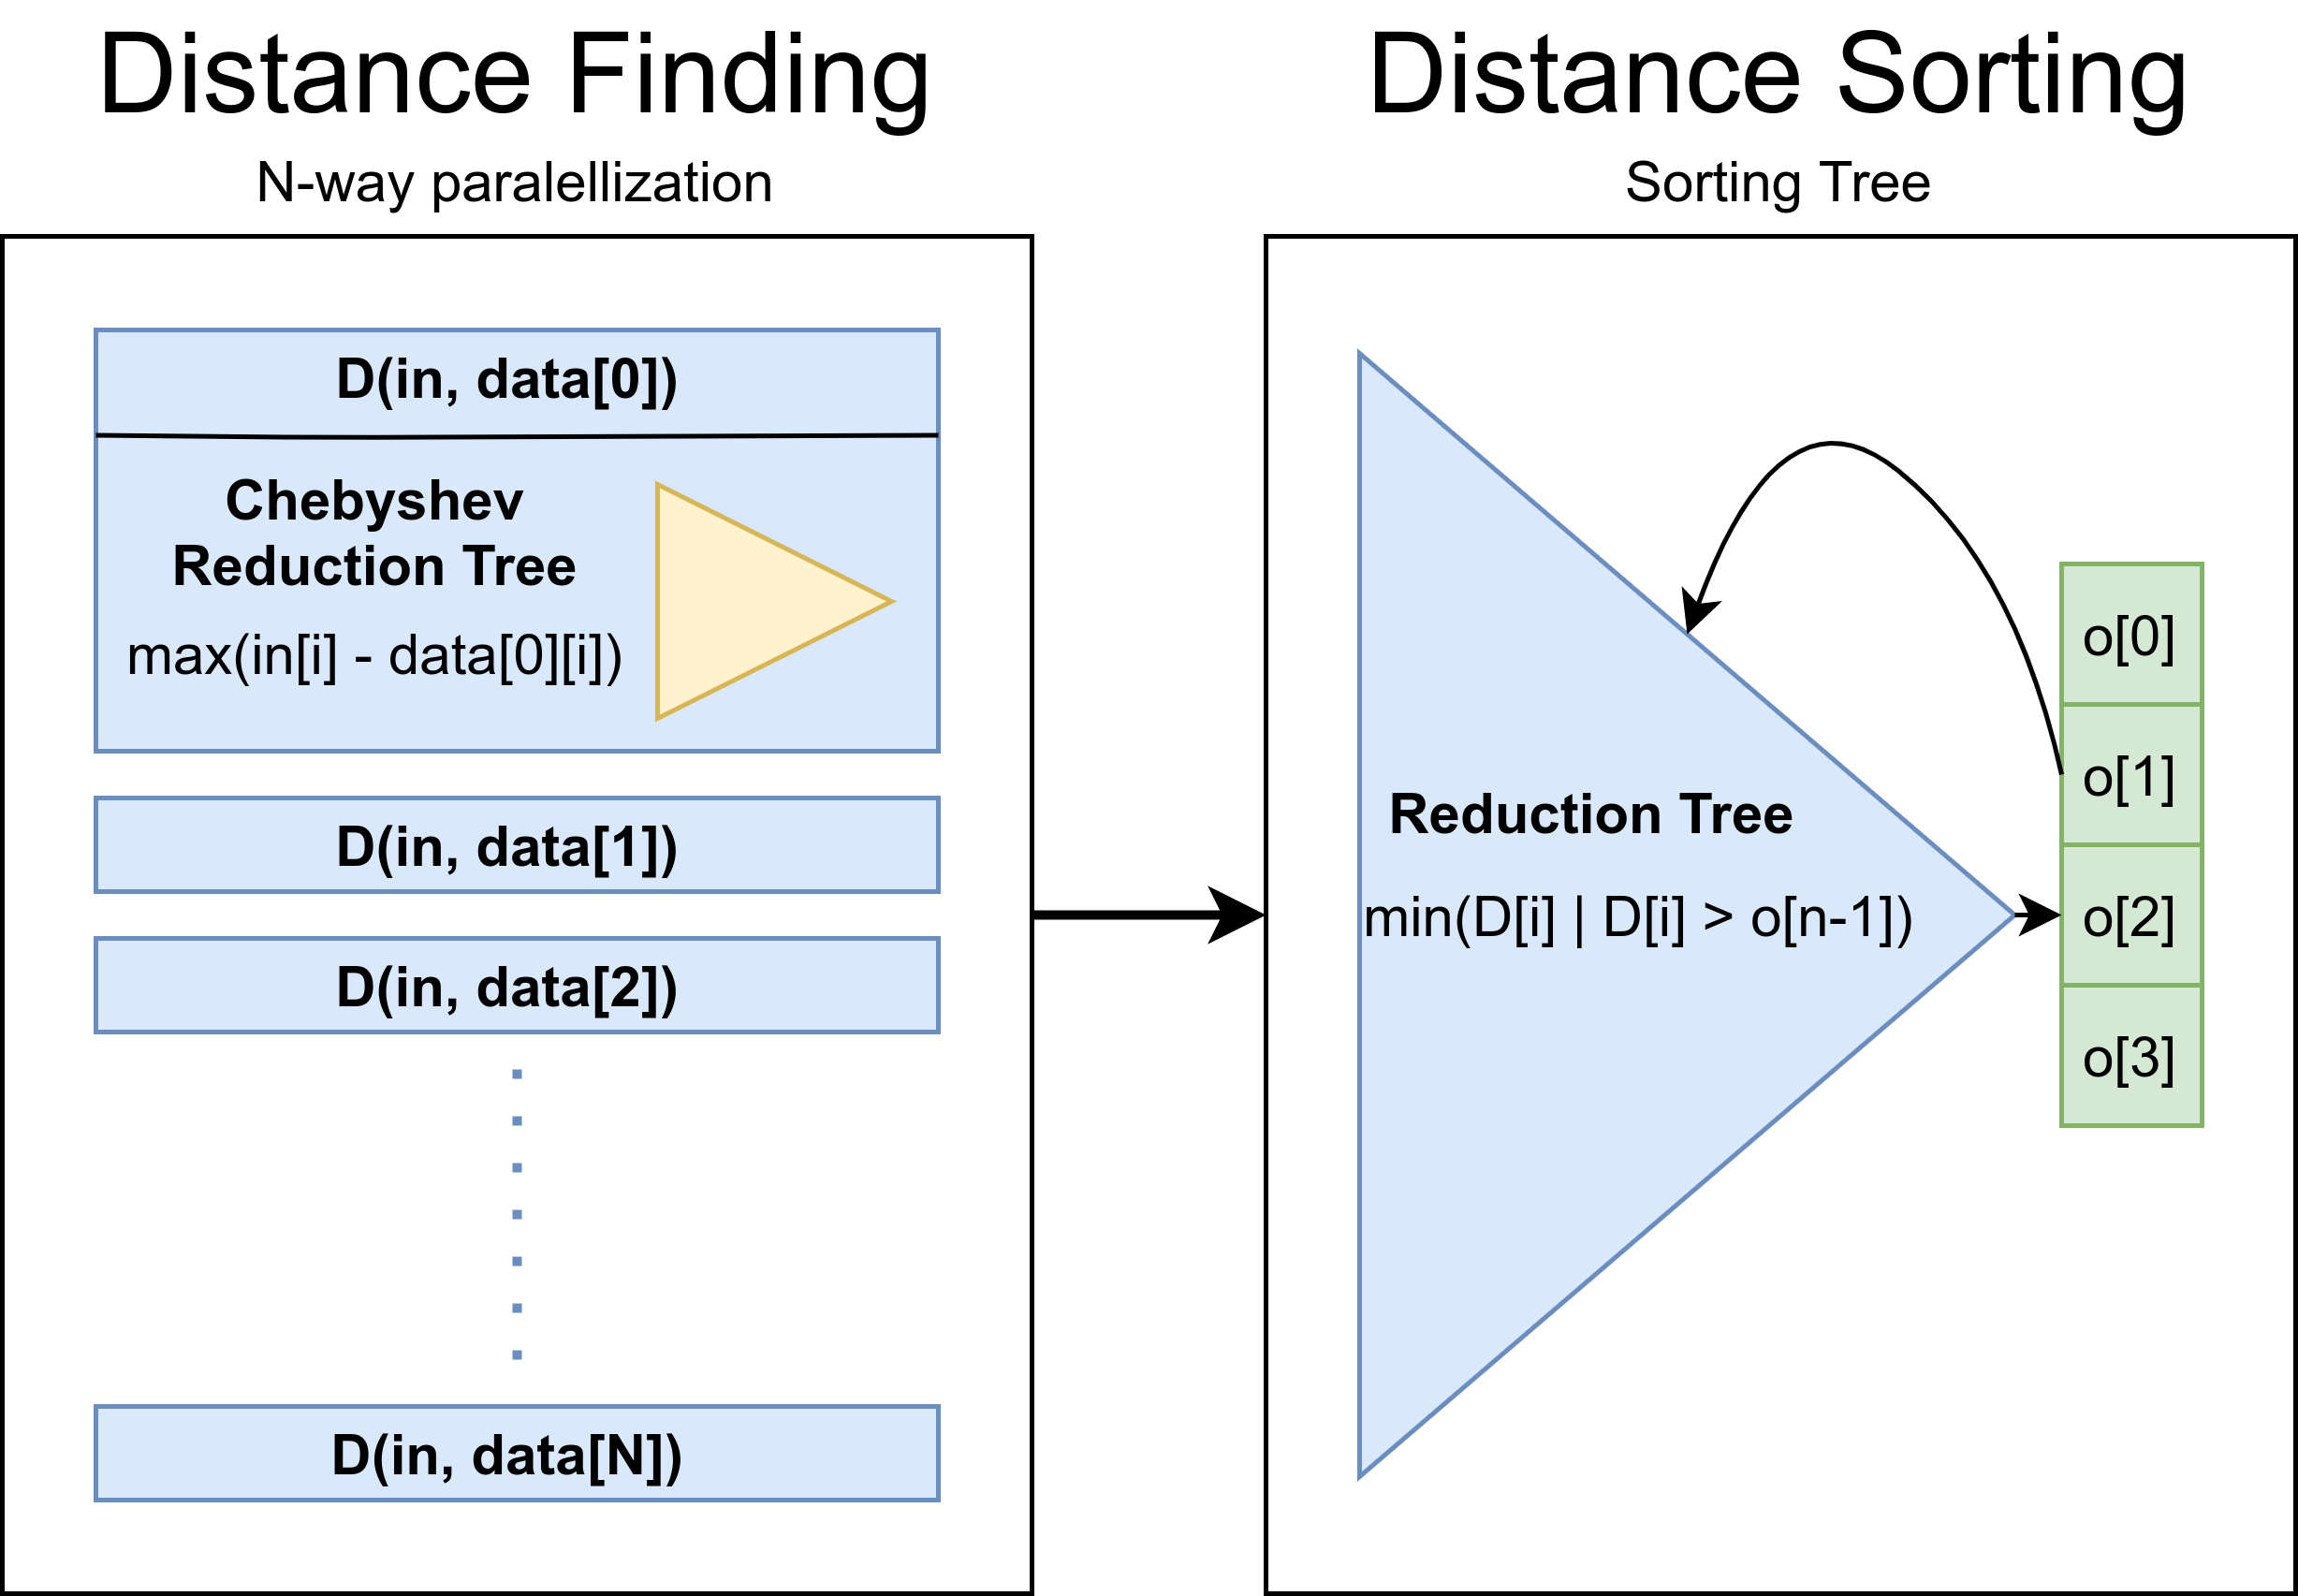 Distance Finding
N-way paralellization
D(in, data[0])
Chebyshev
Reduction Tree
max(in[i] - data[0][i])
D(in, data[1])
D(in, data[2])
D(in, data[N])
Distance Sorting
Sorting Tree
Reduction Tree
min(D[i] | D[i] > o[n-1])
o[0]
o[1]
o[2]
o[3]